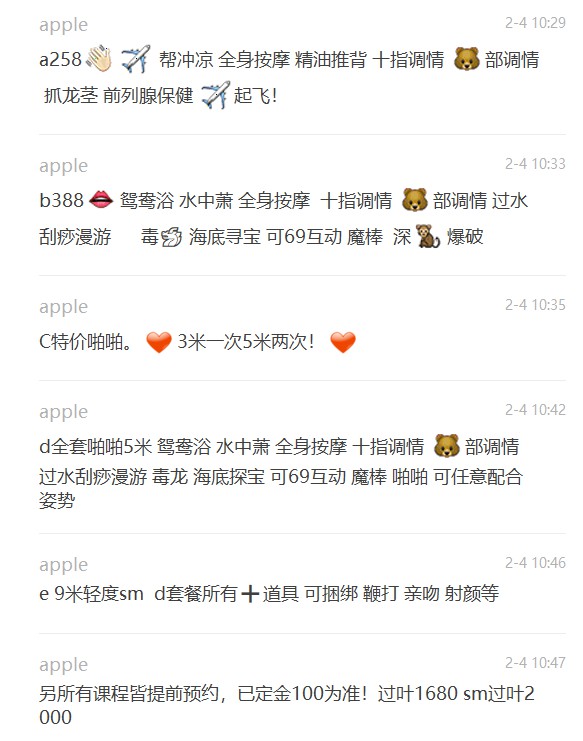 apple 2-4 10:29
a258👋🏻 ✈️ 帮冲凉 全身按摩 精油推背 十指调情 🐻部调情
抓龙茎 前列腺保健 ✈️起飞！
apple 2-4 10:33
b388👄 鸳鸯浴 水中萧 全身按摩 十指调情 🐻部调情 过水
刮痧漫游 毒🐉 海底寻宝 可69互动 魔棒 深🐒爆破
apple 2-4 10:35
C特价啪啪。❤️3米一次5米两次！❤️
apple 2-4 10:42
d全套啪啪5米 鸳鸯浴 水中萧 全身按摩 十指调情 🐻部调情
过水刮痧漫游 毒龙 海底探宝 可69互动 魔棒 啪啪 可任意配合
姿势
apple 2-4 10:46
e 9米轻度sm d套餐所有➕道具 可捆绑 鞭打 亲吻 射颜等
apple 2-4 10:47
另所有课程皆提前预约，已定金100为准！过叶1680 sm过叶2
000